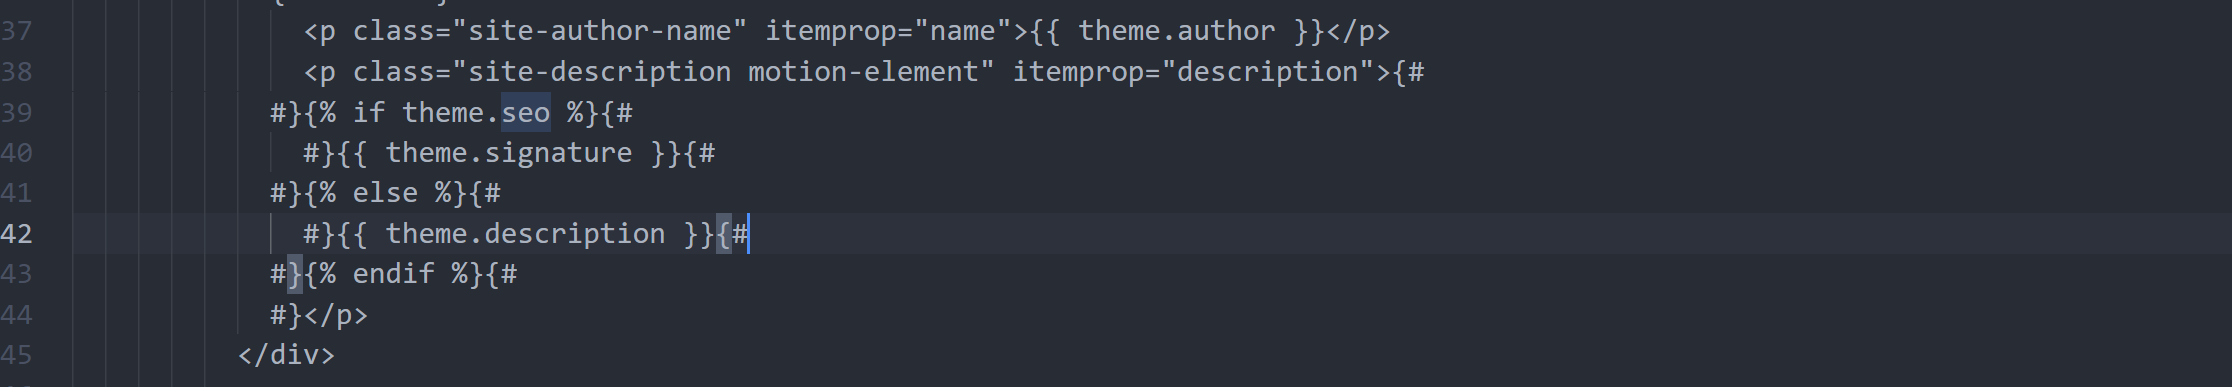 37 <p class="site-author-name" itemprop="name">{{ theme.author }}</p>
38 <p class="site-description motion-element" itemprop="description">{#
39 #}{% if theme.seo %}{#
40 #}{{ theme.signature }}{#
41 #}{% else %}{#
42 #}{{ theme.description }}{#
43 #}{% endif %}{#
44 #}</p>
45 </div>